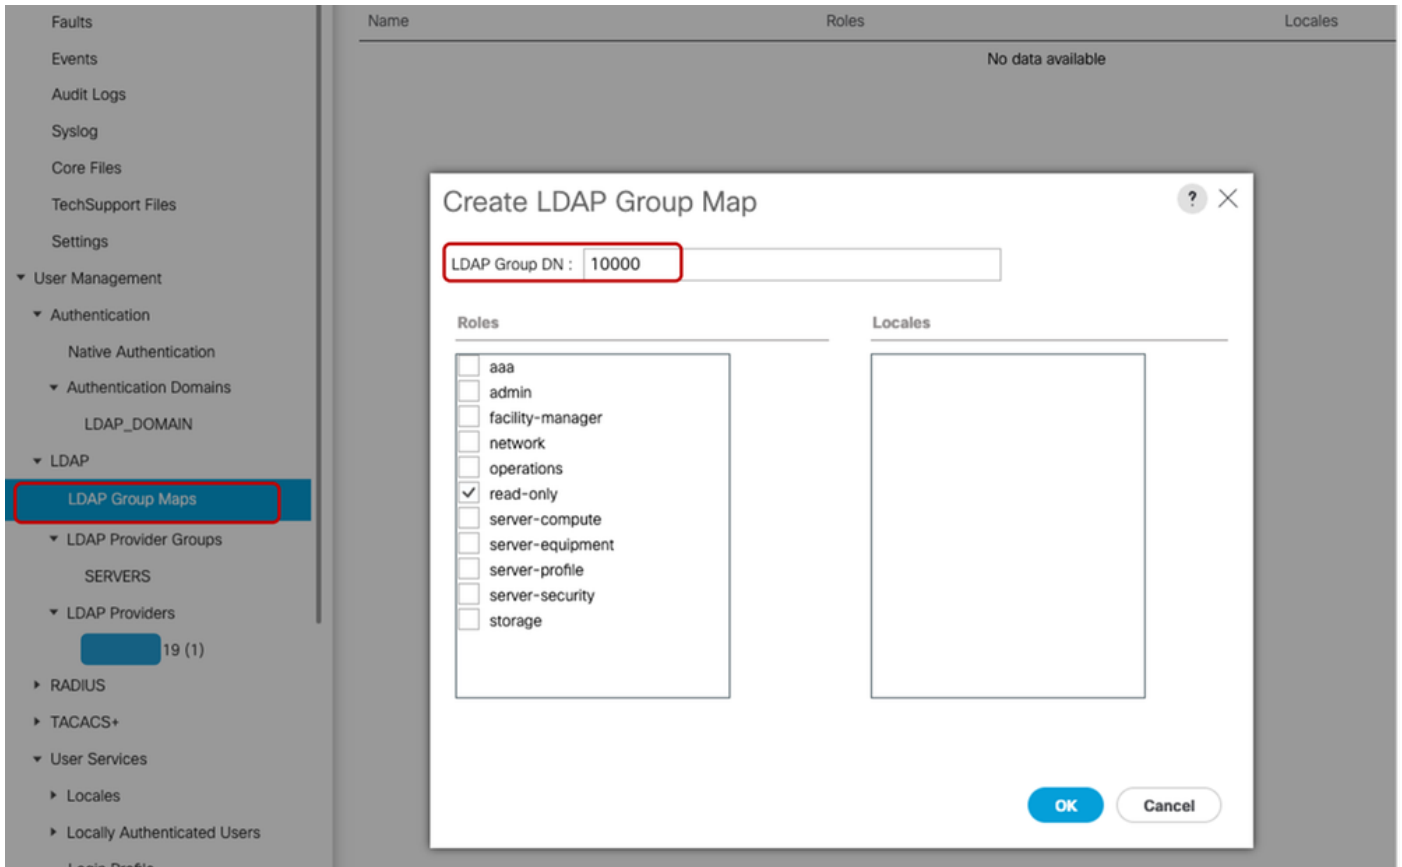 Faults
Events
Audit Logs
Syslog
Core Files
TechSupport Files
Settings
User Management
Authentication
Native Authentication
Authentication Domains
LDAP_DOMAIN
LDAP
LDAP Group Maps
LDAP Provider Groups
SERVERS
LDAP Providers
19 (1)
RADIUS
TACACS+
User Services
Locales
Locally Authenticated Users
Login Profile
Name Roles Locales
No data available
Create LDAP Group Map
?
LDAP Group DN : 10000
Roles
aaa
admin
facility-manager
network
operations
read-only
server-compute
server-equipment
server-profile
server-security
storage
Locales
OK Cancel